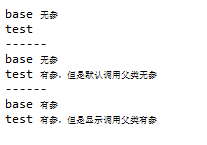 base 无参
test
------
base 无参
test 有参，但是默认调用父类无参
------
base 有参
test 有参，但是显示调用父类有参